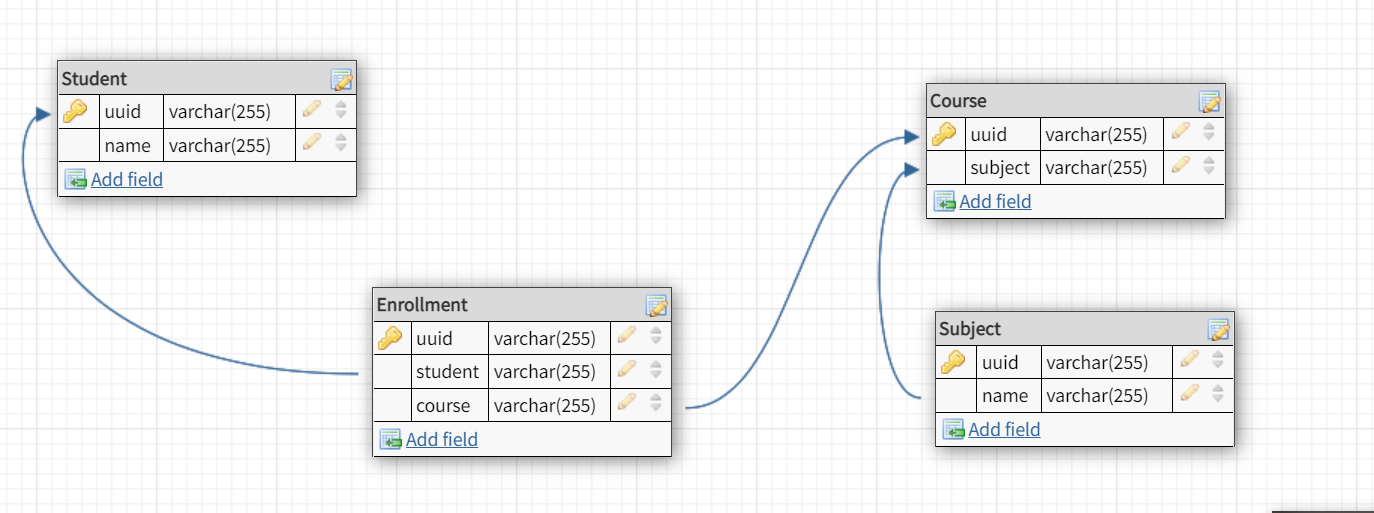 Student
uuid varchar(255)
name varchar(255)
Add field
Course
uuid varchar(255)
subject varchar(255)
Add field
Enrollment
uuid varchar(255)
student varchar(255)
course varchar(255)
Add field
Subject
uuid varchar(255)
name varchar(255)
Add field